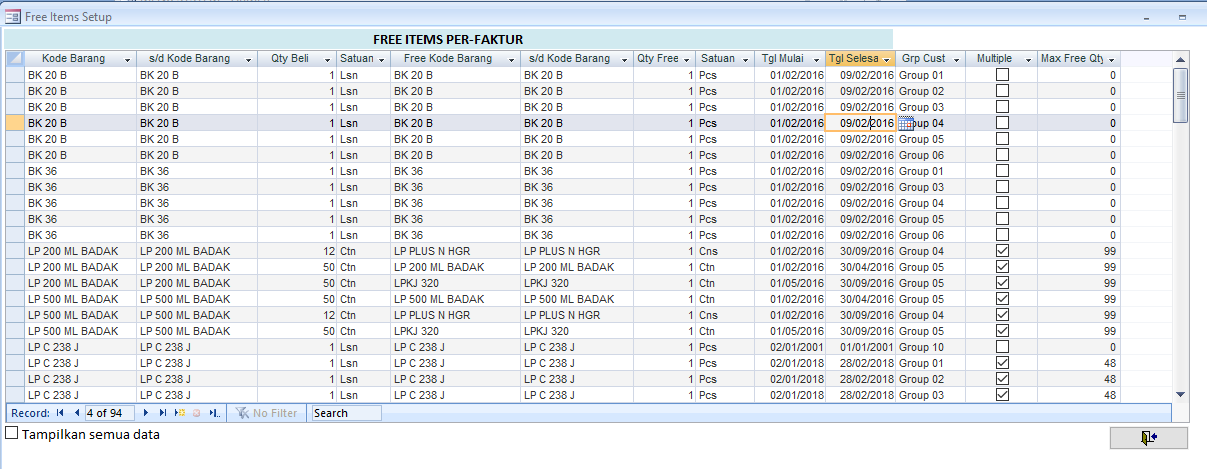 Free Items Setup
FREE ITEMS PER-FAKTUR
Kode Barang s/d Kode Barang Qty Beli Satuan Free Kode Barang s/d Kode Barang Qty Free Satuan Tgl Mulai Tgl Selesa Grp Cust Multiple Max Free Qty
BK 20 B BK 20 B 1 Lsn BK 20 B BK 20 B 1 Pcs 01/02/2016 09/02/2016 Group 01 0
BK 20 B BK 20 B 1 Lsn BK 20 B BK 20 B 1 Pcs 01/02/2016 09/02/2016 Group 02 0
BK 20 B BK 20 B 1 Lsn BK 20 B BK 20 B 1 Pcs 01/02/2016 09/02/2016 Group 03 0
BK 20 B BK 20 B 1 Lsn BK 20 B BK 20 B 1 Pcs 01/02/2016 09/02/2016 04 0
BK 20 B BK 20 B 1 Lsn BK 20 B BK 20 B 1 Pcs 01/02/2016 09/02/2016 Group 05 0
BK 20 B BK 20 B 1 Lsn BK 20 B BK 20 B 1 Pcs 01/02/2016 09/02/2016 Group 06 0
BK 36 BK 36 1 Lsn BK 36 BK 36 1 Pcs 01/02/2016 09/02/2016 Group 01 0
BK 36 BK 36 1 Lsn BK 36 BK 36 1 Pcs 01/02/2016 09/02/2016 Group 03 0
BK 36 BK 36 1 Lsn BK 36 BK 36 1 Pcs 01/02/2016 09/02/2016 Group 04 0
BK 36 BK 36 1 Lsn BK 36 BK 36 1 Pcs 01/02/2016 09/02/2016 Group 05 0
BK 36 BK 36 1 Lsn BK 36 BK 36 1 Pcs 01/02/2016 09/02/2016 Group 06 0
LP 200 ML BADAK LP 200 ML BADAK 12 Ctn LP PLUS N HGR LP PLUS N HGR 1 Cns 01/02/2016 30/09/2016 Group 04 99
LP 200 ML BADAK LP 200 ML BADAK 50 Ctn LP 200 ML BADAK LP 200 ML BADAK 1 Ctn 01/02/2016 30/04/2016 Group 05 99
LP 200 ML BADAK LP 200 ML BADAK 50 Ctn LPKJ 320 LPKJ 320 1 Ctn 01/05/2016 30/09/2016 Group 05 99
LP 500 ML BADAK LP 500 ML BADAK 50 Ctn LP 500 ML BADAK LP 500 ML BADAK 1 Ctn 01/02/2016 30/04/2016 Group 05 99
LP 500 ML BADAK LP 500 ML BADAK 12 Ctn LP PLUS N HGR LP PLUS N HGR 1 Cns 01/02/2016 30/09/2016 Group 04 99
LP 500 ML BADAK LP 500 ML BADAK 50 Ctn LPKJ 320 LPKJ 320 1 Ctn 01/05/2016 30/09/2016 Group 05 99
LP C 238 J LP C 238 J 1 Lsn LP C 238 J LP C 238 J 1 Pcs 02/01/2001 01/01/2001 Group 10 0
LP C 238 J LP C 238 J 1 Lsn LP C 238 J LP C 238 J 1 Pcs 02/01/2018 28/02/2018 Group 01 48
LP C 238 J LP C 238 J 1 Lsn LP C 238 J LP C 238 J 1 Pcs 02/01/2018 28/02/2018 Group 02 48
LP C 238 J LP C 238 J 1 Lsn LP C 238 J LP C 238 J 1 Pcs 02/01/2018 28/02/2018 Group 03 48
Record: 4 of 94 No Filter Search
Tampilkan semua data